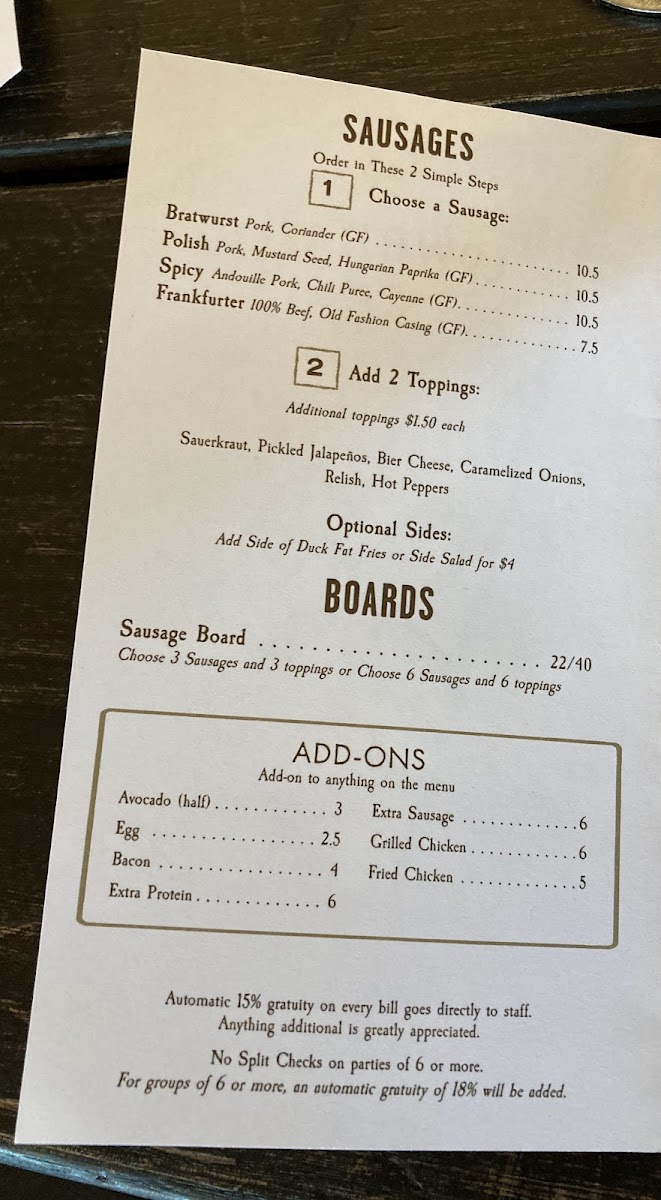 SAUSAGES
Order in These 2 Simple Steps
1 Choose a Sausage:
Bratwurst Pork, Coriander (GF) ........................ 10.5
Polish Pork, Mustard Seed, Hungarian Paprika (GF)............ 10.5
Spicy Andouille Pork, Chili Puree, Cayenne (GF).............. 10.5
Frankfurter 100% Beef, Old Fashion Casing (GF).............. 7.5
2 Add 2 Toppings:
Additional toppings $1.50 each
Sauerkraut, Pickled Jalapeños, Bier Cheese, Caramelized Onions,
Relish, Hot Peppers
Optional Sides:
Add Side of Duck Fat Fries or Side Salad for $4
BOARDS
Sausage Board ...................... 22/40
Choose 3 Sausages and 3 toppings or Choose 6 Sausages and 6 toppings
ADD-ONS
Add-on to anything on the menu
Avocado (half)............ 3
Egg ................. 2.5
Bacon ................. 4
Extra Protein............. 6
Extra Sausage .............6
Grilled Chicken ............6
Fried Chicken ............. 5
Automatic 15% gratuity on every bill goes directly to staff.
Anything additional is greatly appreciated.
No Split Checks on parties of 6 or more.
For groups of 6 or more, an automatic gratuity of 18% will be added.